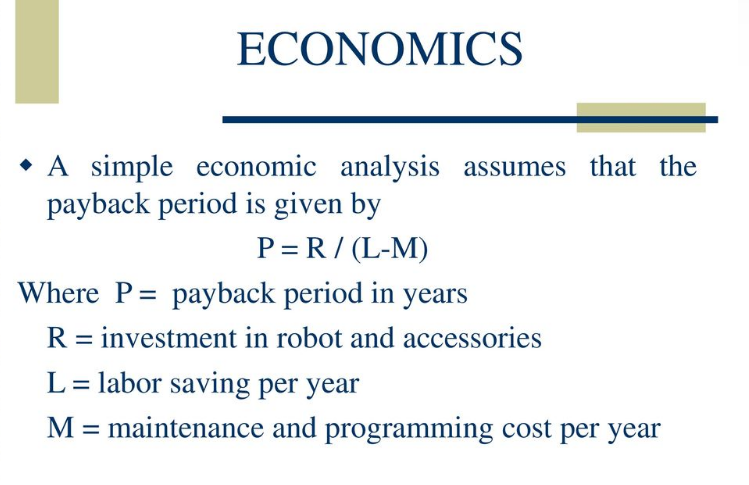 ECONOMICS
◆ A simple economic analysis assumes that the
payback period is given by
P = R / (L-M)
Where P = payback period in years
R = investment in robot and accessories
L = labor saving per year
M = maintenance and programming cost per year